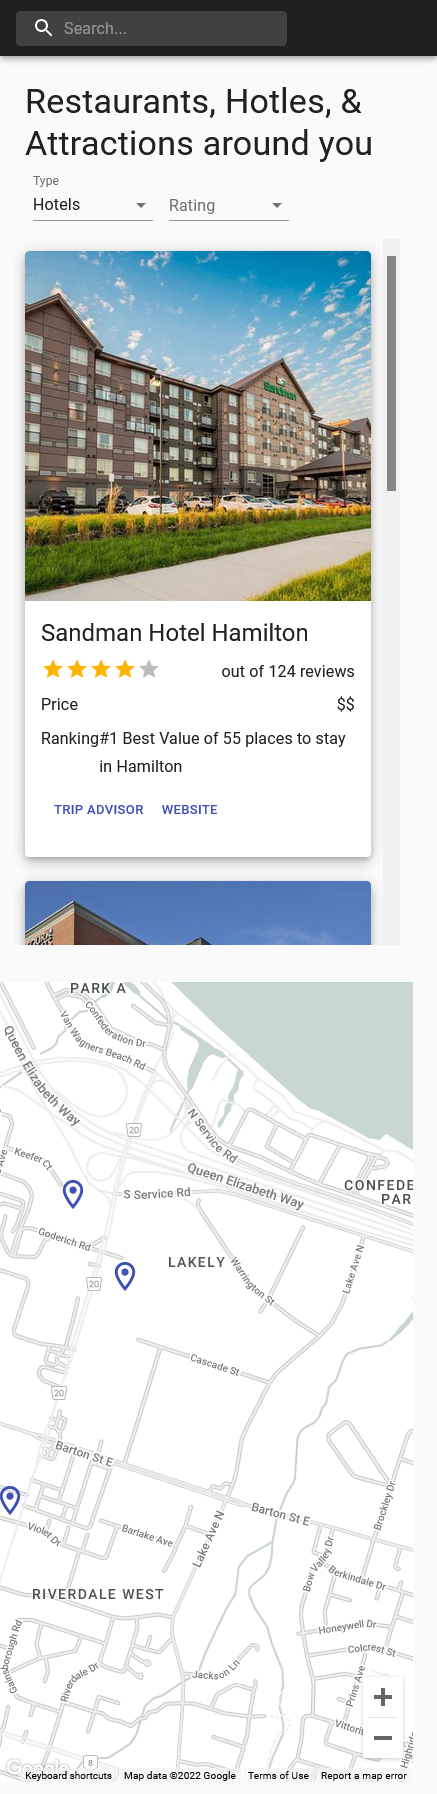 Search...
Restaurants, Hotles, &
Attractions around you
Type
Hotels
Rating
Sandman
Sandman Hotel Hamilton
out of 124 reviews
Price
$$
Ranking#1 Best Value of 55 places to stay
in Hamilton
TRIP ADVISOR
WEBSITE
PARK A
Confederation Dr
Van Wagners Beach Rd
Queen Elizabeth Way
20
N Service Rd
Keefer Ct
Queen Elizabeth Way
CONFEDE
PAR
S Service Rd
Goderich Rd
LAKELY
Warrington St
Lake Ave N
20
Cascade St
20
Barton St E
Barton St E
Brockley Dr
Violet Dr
Barlake Ave
Lake Ave N
Bow Valley Dr
Berkindale Dr
RIVERDALE WEST
Honeywell Dr
Colcrest St
Gainsborough Rd
Riverdale Dr
Jackson Ln
Prins Ave
Vittorit
Highridg
8
Google
Keyboard shortcuts
Map data ©2022 Google
Terms of Use
Report a map error